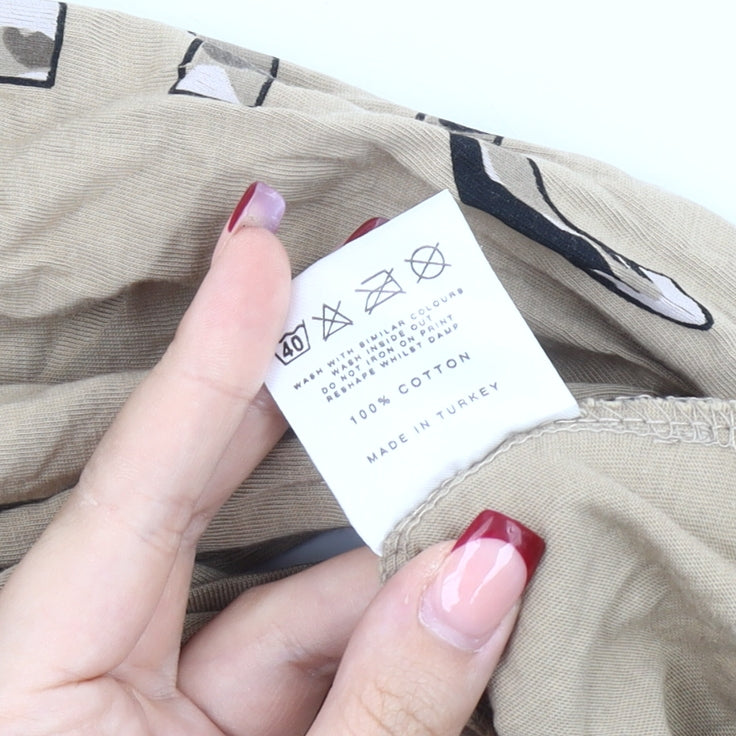 40
WASH WITH SIMILAR COLOURS
WASH INSIDE OUT
DO NOT IRON ON PRINT
RESHAPE WHILST DAMP
100% COTTON
MADE IN TURKEY